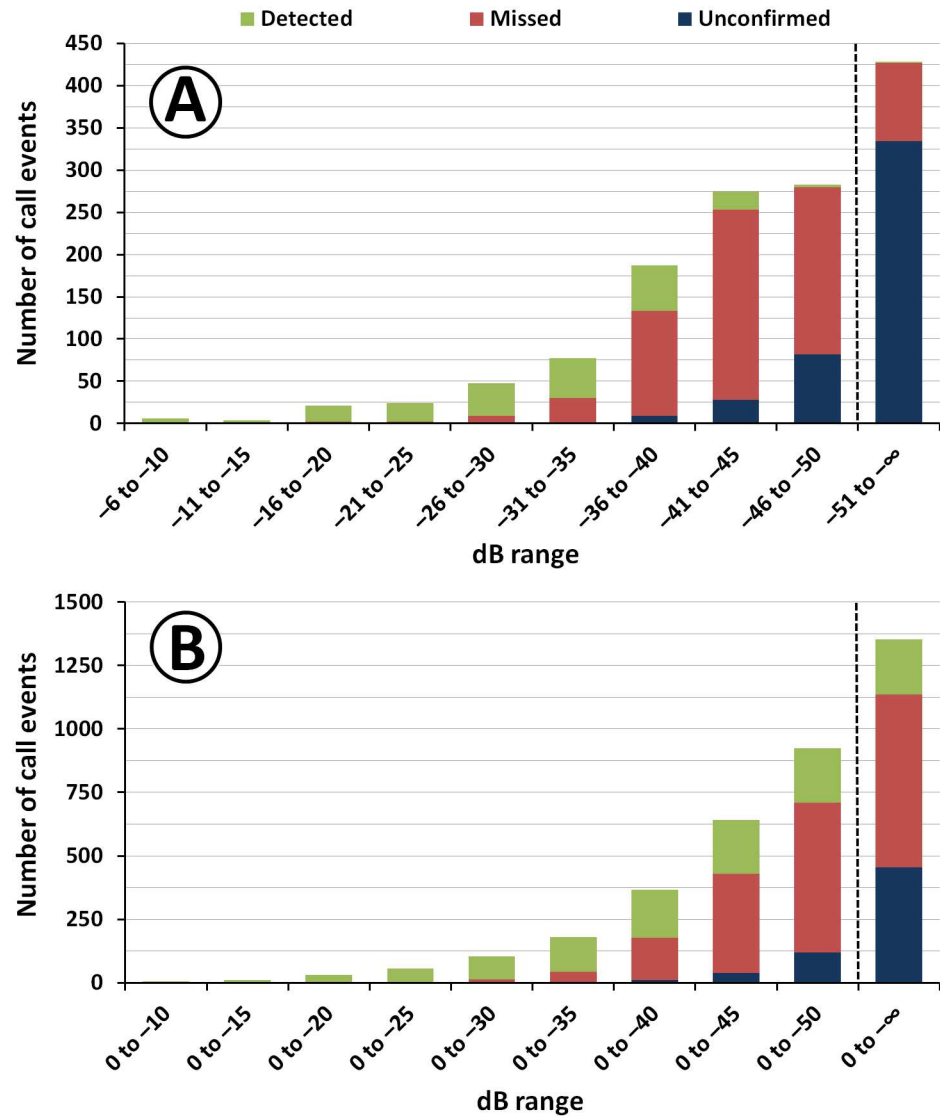 Detected Missed Unconfirmed
A
Number of call events
450
400
350
300
250
200
150
100
50
0
–6 to –10
–11 to –15
–16 to –20
–21 to –25
–26 to –30
–31 to –35
–36 to –40
–41 to –45
–46 to –50
–51 to –∞
dB range
B
Number of call events
1500
1250
1000
750
500
250
0
0 to –10
0 to –15
0 to –20
0 to –25
0 to –30
0 to –35
0 to –40
0 to –45
0 to –50
0 to –∞
dB range